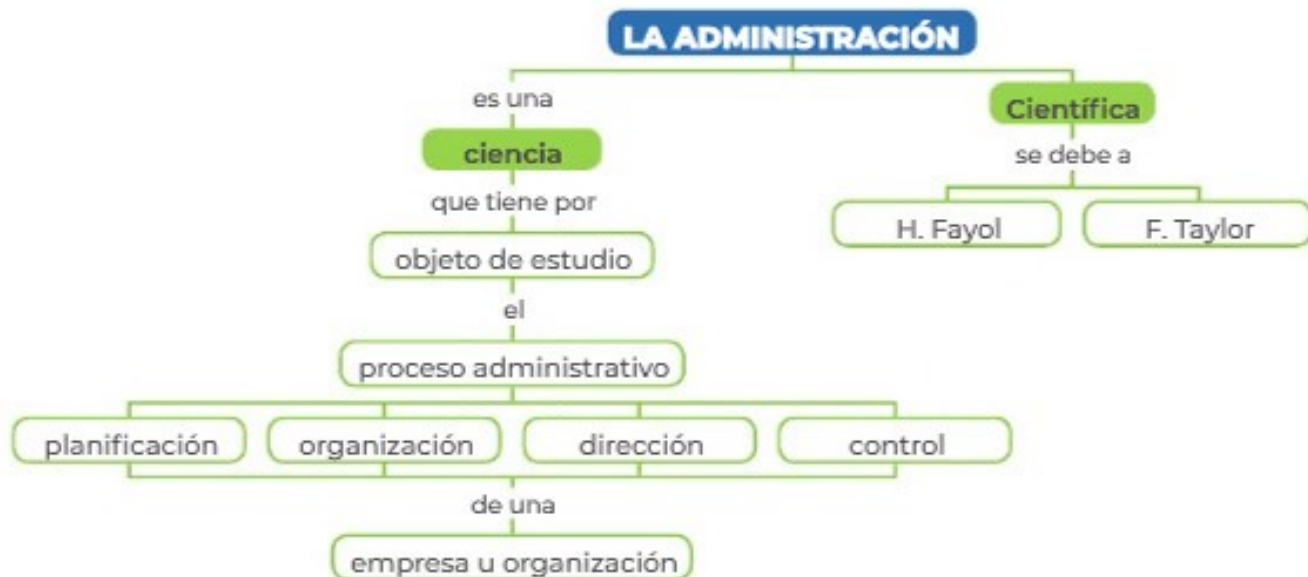 LA ADMINISTRACIÓN
es una
Científica
ciencia
se debe a
que tiene por
H. Fayol
F. Taylor
objeto de estudio
el
proceso administrativo
planificación
organización
dirección
control
de una
empresa u organización